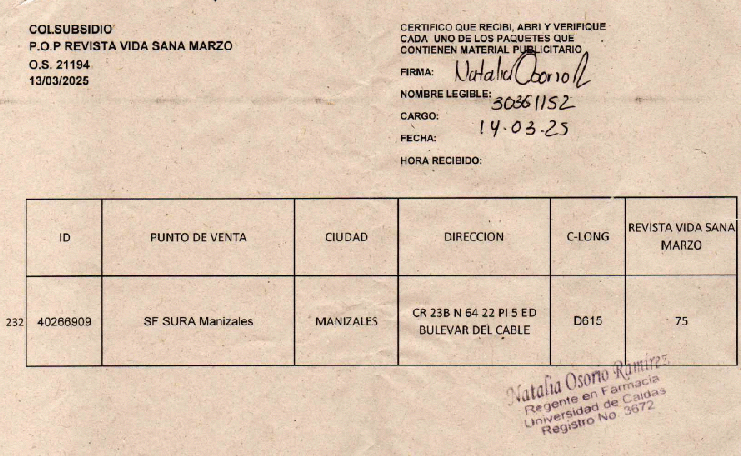 COLSUBSIDIO
P.O.P REVISTA VIDA SANA MARZO
O.S. 21194
13/03/2025
CERTIFICO QUE RECIBI, ABRI Y VERIFIQUE
CADA UNO DE LOS PAQUETES QUE
CONTIENEN MATERIAL PUBLICITARIO
FIRMA: Natalia Osorio R
NOMBRE LEGIBLE: 30351152
CARGO:
14-03-25
FECHA:
HORA RECIBIDO:
ID PUNTO DE VENTA CIUDAD DIRECCION C-LONG REVISTA VIDA SANA
MARZO
232 40266909 SF SURA Manizales MANIZALES CR 23B N 64 22 PI 5 ED D615 75
BULEVAR DEL CABLE
Natalia Osorio Ramirez
Regente en Farmacia
Universidad de Caldas
Registro No. 3672